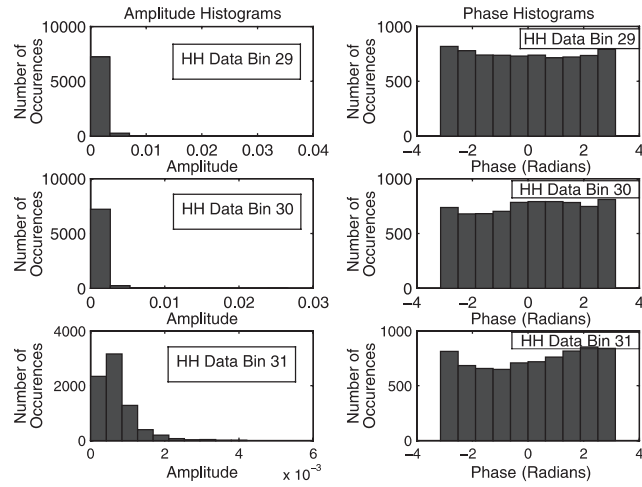 Amplitude Histograms
10000
5000
0
Number of
Occurences
HH Data Bin 29
0 0.01 0.02 0.03 0.04
Amplitude
Phase Histograms
1000
500
0
Number of
Occurences
HH Data Bin 29
−4 −2 0 2 4
Phase (Radians)
10000
5000
0
Number of
Occurences
HH Data Bin 30
0 0.01 0.02 0.03
Amplitude
1000
500
0
Number of
Occurences
HH Data Bin 30
−4 −2 0 2 4
Phase (Radians)
4000
2000
0
Number of
Occurences
HH Data Bin 31
0 2 4 6
Amplitude
x 10⁻³
1000
500
0
Number of
Occurences
HH Data Bin 31
−4 −2 0 2 4
Phase (Radians)